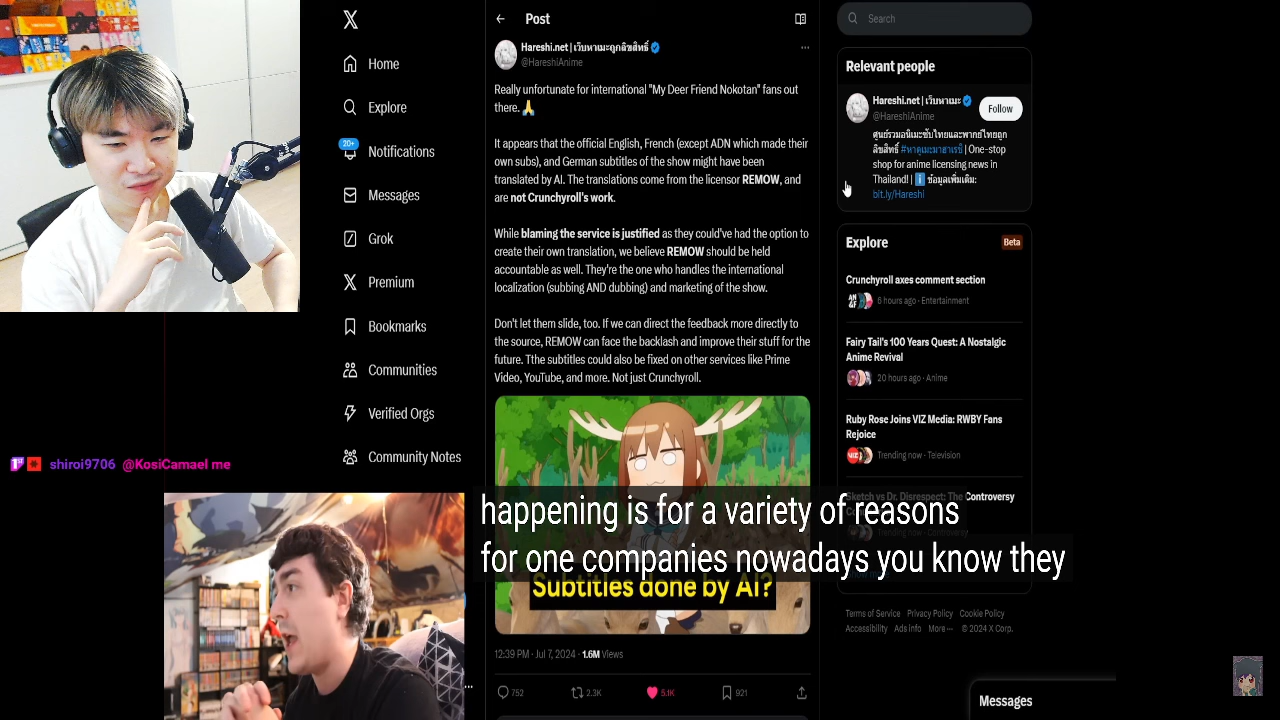 Home
Explore
20+
Notifications
Messages
Grok
Premium
Bookmarks
Communities
Verified Orgs
Community Notes
shiroi9706 @KosiCamael me
Post
Hareshi.net | เว็บหาเมะถูกลิขสิทธิ์
@HareshiAnime
Really unfortunate for international "My Deer Friend Nokotan" fans out
there. 🙏
It appears that the official English, French (except ADN which made their
own subs), and German subtitles of the show might have been
translated by AI. The translations come from the licensor REMOW, and
are not Crunchyroll's work.
While blaming the service is justified as they could've had the option to
create their own translation, we believe REMOW should be held
accountable as well. They're the one who handles the international
localization (subbing AND dubbing) and marketing of the show.
Don't let them slide, too. If we can direct the feedback more directly to
the source, REMOW can face the backlash and improve their stuff for the
future. Tthe subtitles could also be fixed on other services like Prime
Video, YouTube, and more. Not just Crunchyroll.
happening is for a variety of reasons
for one companies nowadays you know they
Subtitles done by AI?
12:39 PM · Jul 7, 2024 · 1.6M Views
752
2.3K
5.1K
921
Search
Relevant people
Hareshi.net | เว็บหาเมะ
@HareshiAnime
Follow
ศูนย์รวมอนิเมะซับไทยและพากย์ไทยถูก
ลิขสิทธิ์ #หาดูเมะมาฮาเรชิ | One-stop
shop for anime licensing news in
Thailand! | ℹ️ ข้อมูลเพิ่มเติม:
bit.ly/Hareshi
Explore
Beta
Crunchyroll axes comment section
6 hours ago · Entertainment
Fairy Tail's 100 Years Quest: A Nostalgic
Anime Revival
20 hours ago · Anime
Ruby Rose Joins VIZ Media: RWBY Fans
Rejoice
Trending now · Television
Sketch vs Dr. Disrespect: The Controversy
Terms of Service Privacy Policy Cookie Policy
Accessibility Ads info More ··· © 2024 X Corp.
Messages